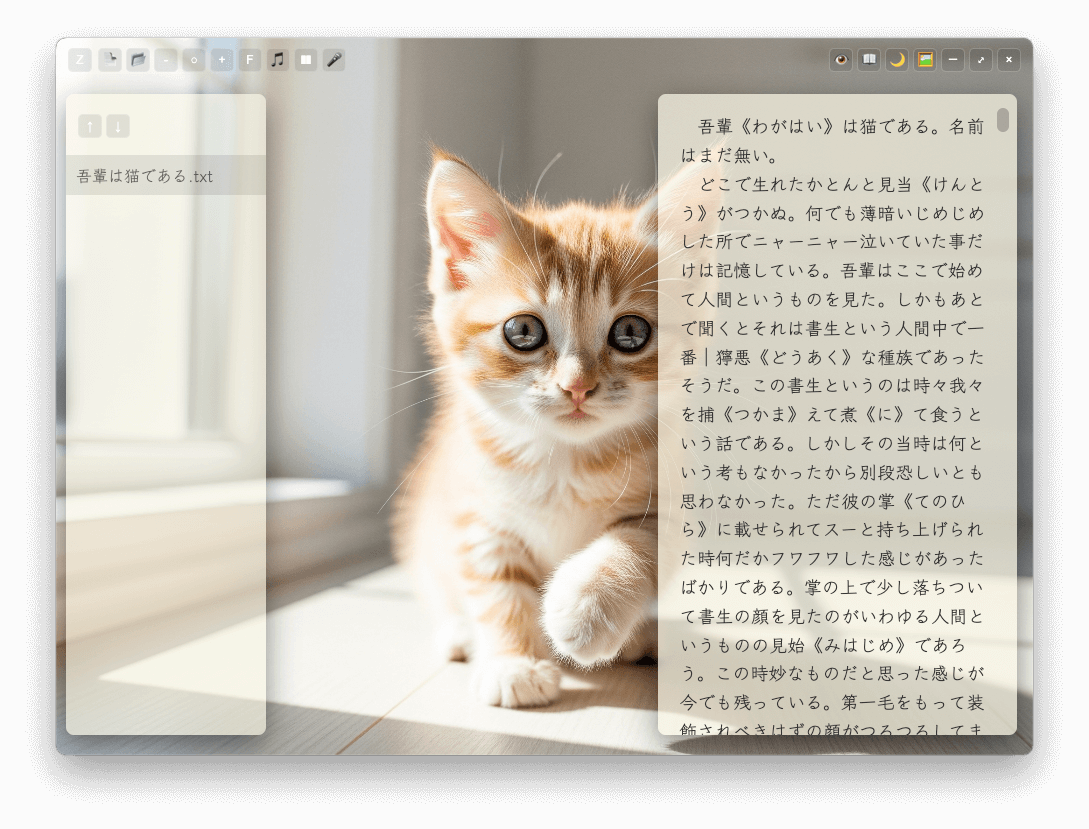 Z - o + F
↑ ↓
吾輩は猫である.txt
　吾輩《わがはい》は猫である。名前
はまだ無い。
　どこで生れたかとんと見当《けんと
う》がつかぬ。何でも薄暗いじめじめ
した所でニャーニャー泣いていた事だ
けは記憶している。吾輩はここで始め
て人間というものを見た。しかもあと
で聞くとそれは書生という人間中で一
番｜獰悪《どうあく》な種族であった
そうだ。この書生というのは時々我々
を捕《つかま》えて煮《に》て食うと
いう話である。しかしその当時は何と
いう考もなかったから別段恐しいとも
思わなかった。ただ彼の掌《てのひ
ら》に載せられてスーと持ち上げられ
た時何だかフワフワした感じがあった
ばかりである。掌の上で少し落ちつい
て書生の顔を見たのがいわゆる人間と
いうものの見始《みはじめ》であろ
う。この時妙なものだと思った感じが
今でも残っている。第一毛をもって装
飾されべきはずの顔がつるつるしてま